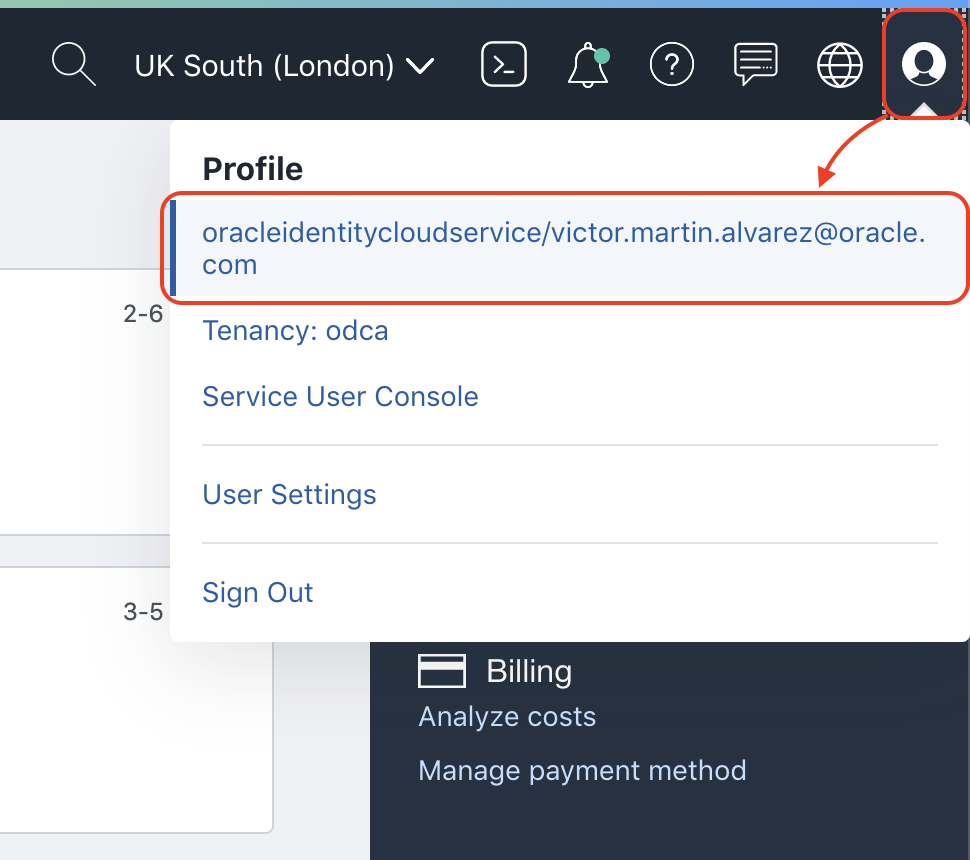 UK South (London)
Profile
oracleidentitycloudservice/victor.martin.alvarez@oracle.
com
2-6
Tenancy: odca
Service User Console
User Settings
Sign Out
3-5
Billing
Analyze costs
Manage payment method